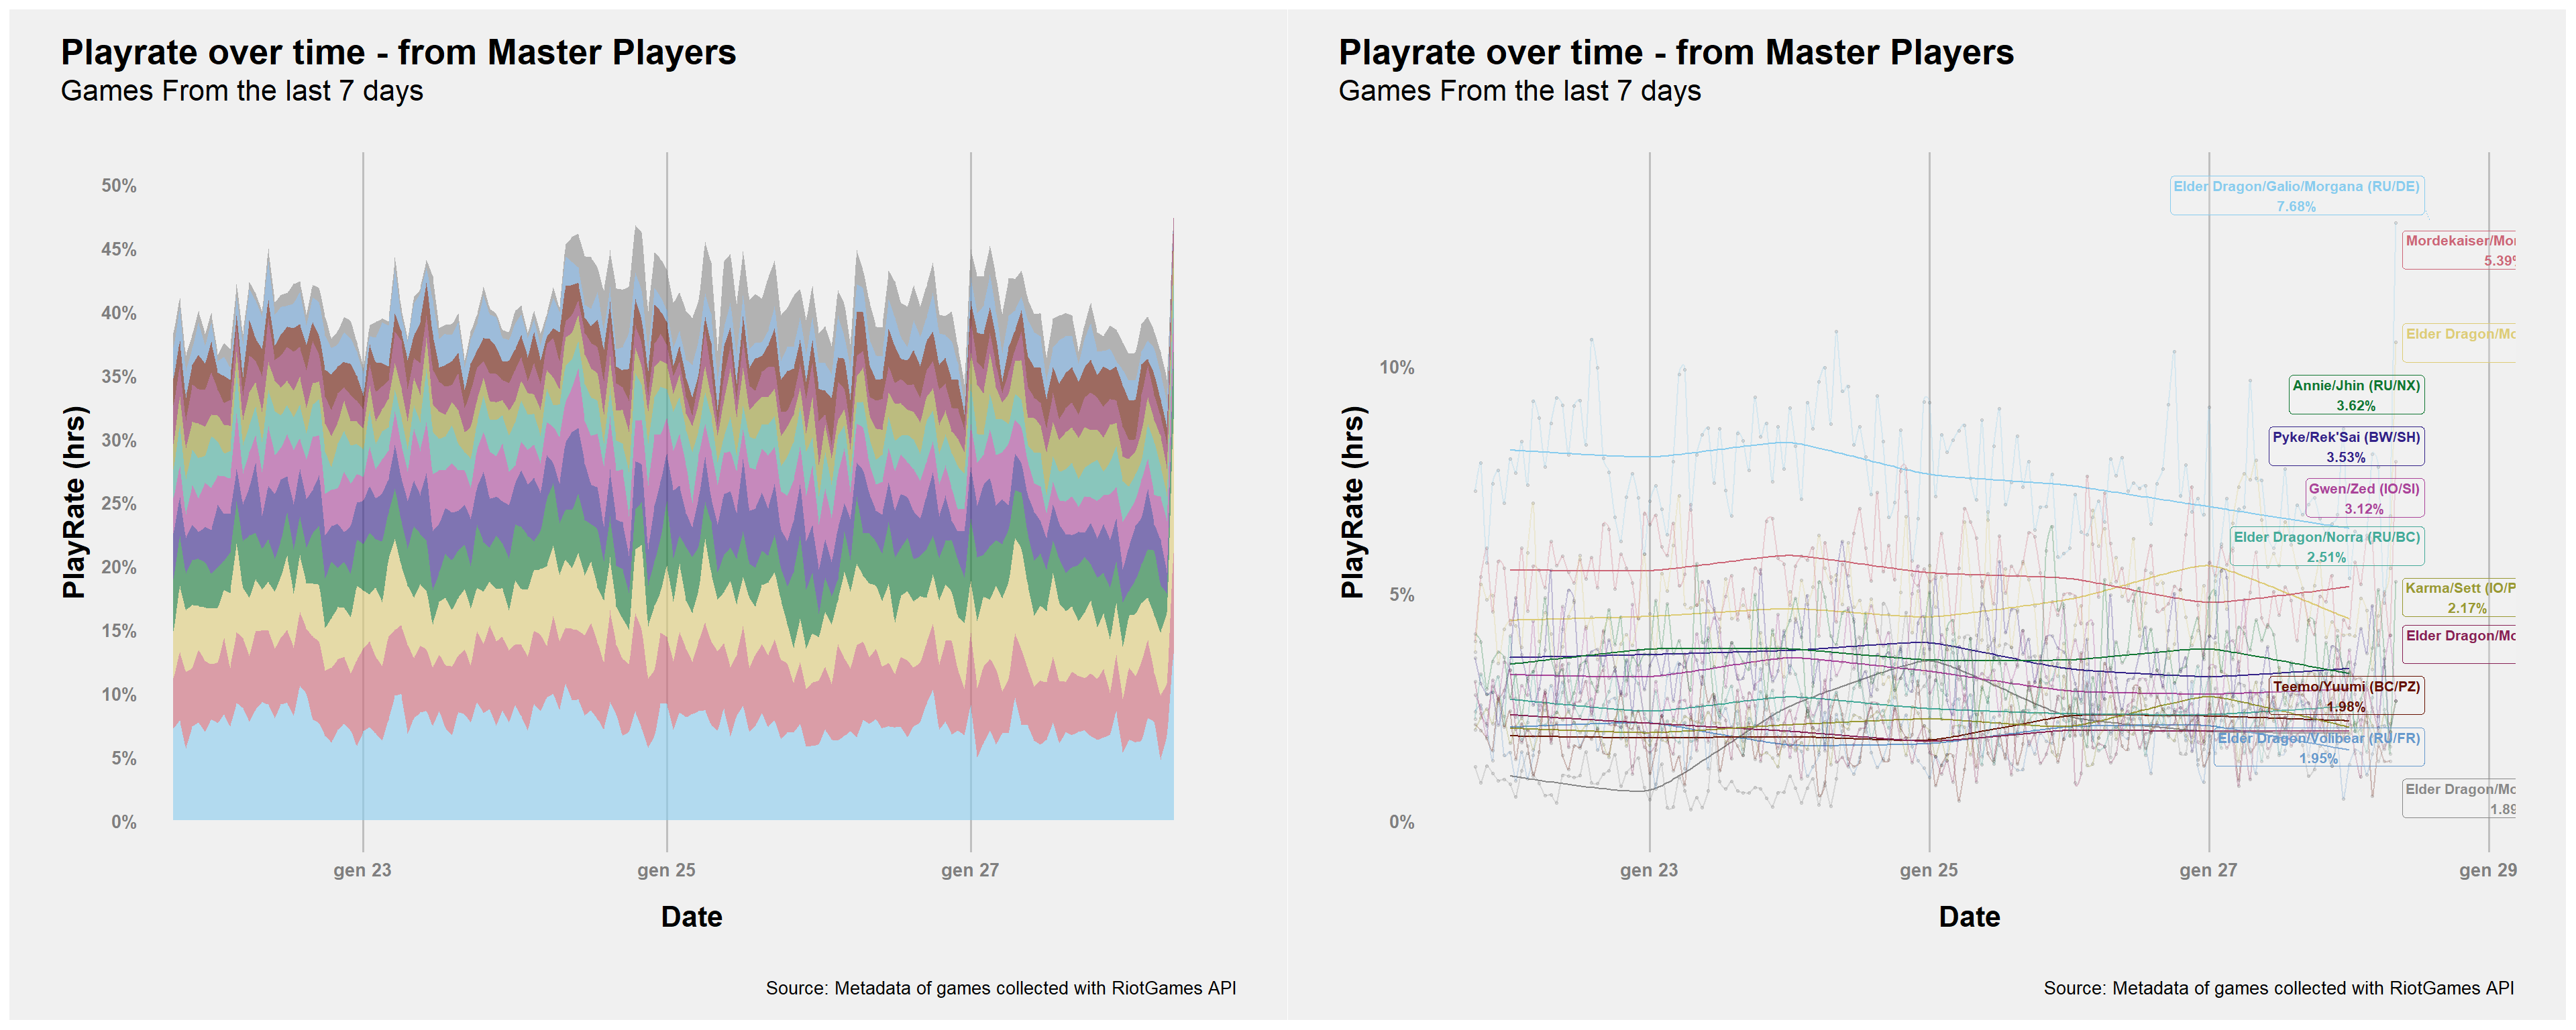 Playrate over time - from Master Players
Games From the last 7 days
50%
45%
40%
35%
30%
25%
20%
15%
10%
5%
0%
PlayRate (hrs)
gen 23
gen 25
gen 27
Date
Source: Metadata of games collected with RiotGames API
Playrate over time - from Master Players
Games From the last 7 days
10%
5%
0%
PlayRate (hrs)
Elder Dragon/Galio/Morgana (RU/DE)
7.68%
Mordekaiser/
5.39%
Elder Dragon/
Annie/Jhin (RU/NX)
3.62%
Pyke/Rek'Sai (BW/SH)
3.53%
Gwen/Zed (IO/SI)
3.12%
Elder Dragon/Norra (RU/BC)
2.51%
Karma/Sett (IO/
2.17%
Elder Dragon/
Teemo/Yuumi (BC/PZ)
1.98%
Elder Dragon/Volibear (RU/FR)
1.95%
Elder Dragon/
1.89
gen 23
gen 25
gen 27
gen 29
Date
Source: Metadata of games collected with RiotGames API